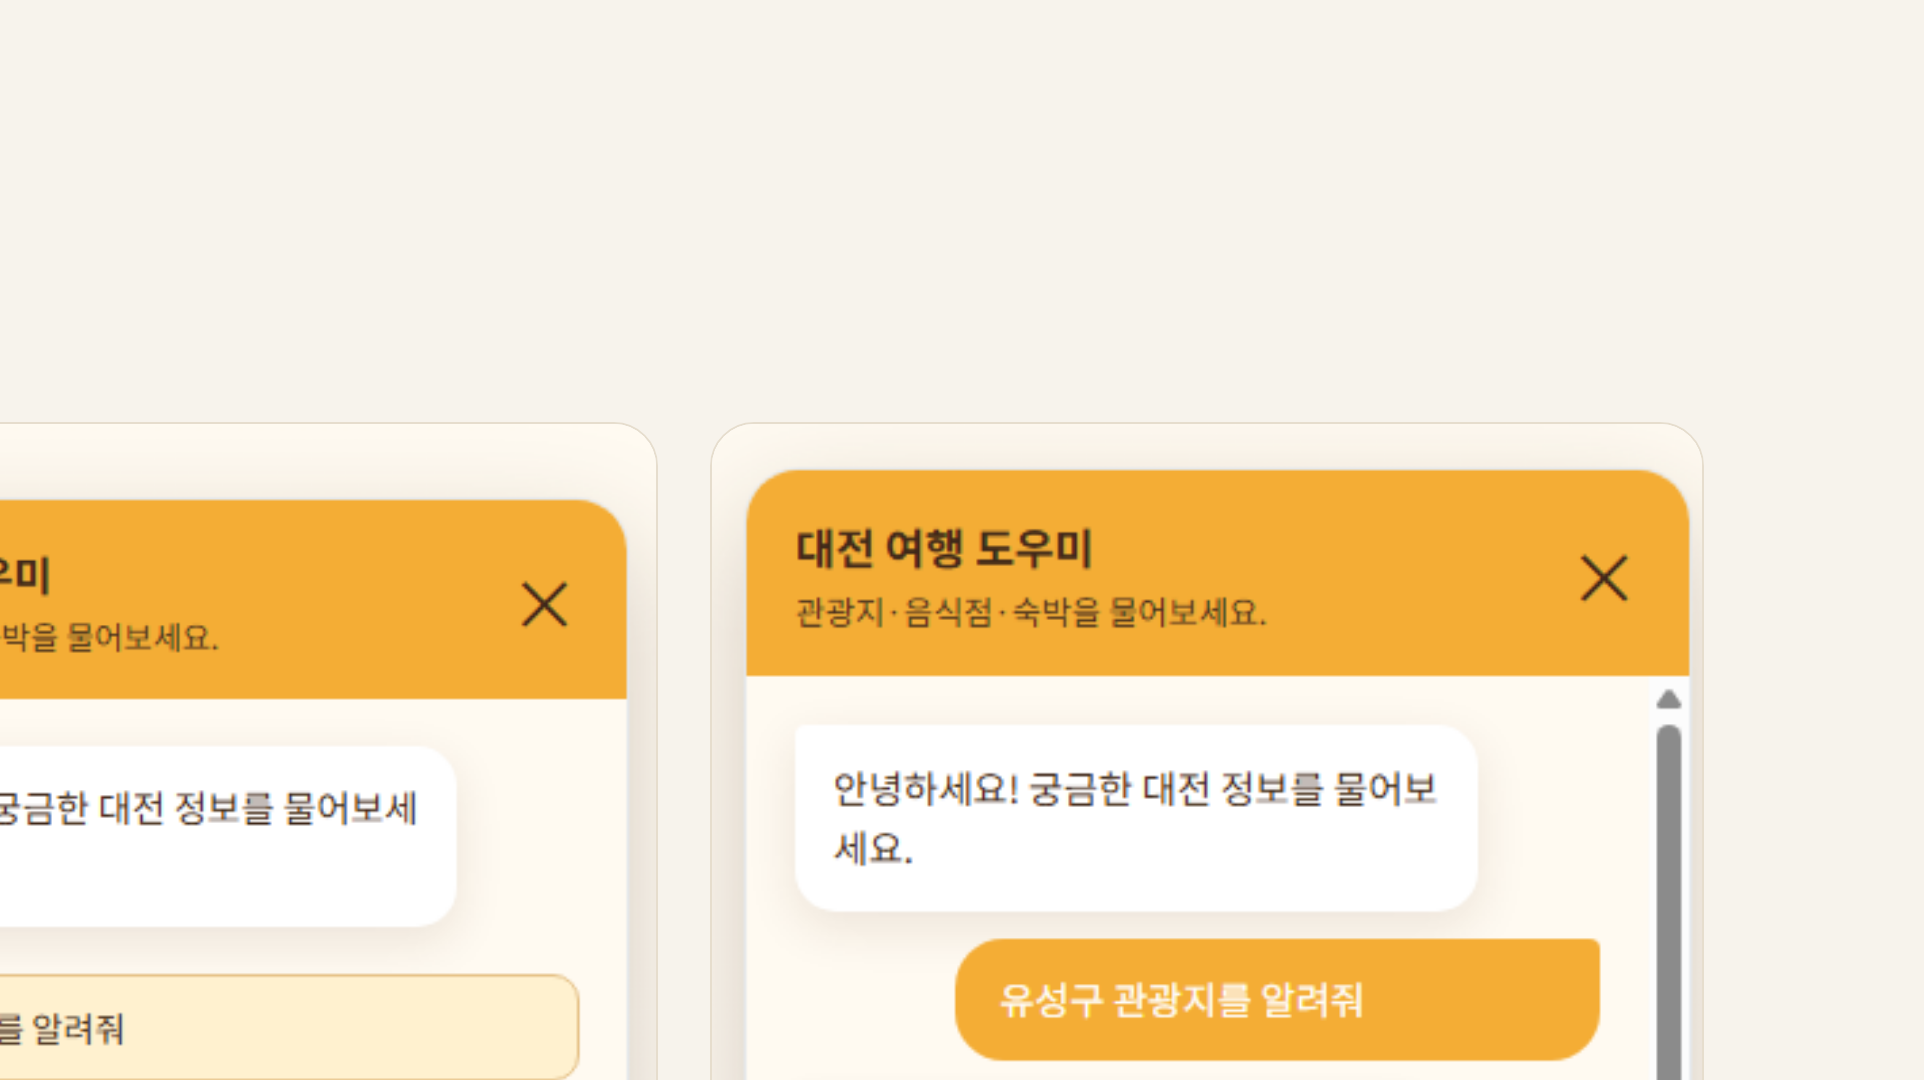 우미
박을 물어보세요.
궁금한 대전 정보를 물어보세
를 알려줘
대전 여행 도우미
관광지·음식점·숙박을 물어보세요.
안녕하세요! 궁금한 대전 정보를 물어보
세요.
유성구 관광지를 알려줘